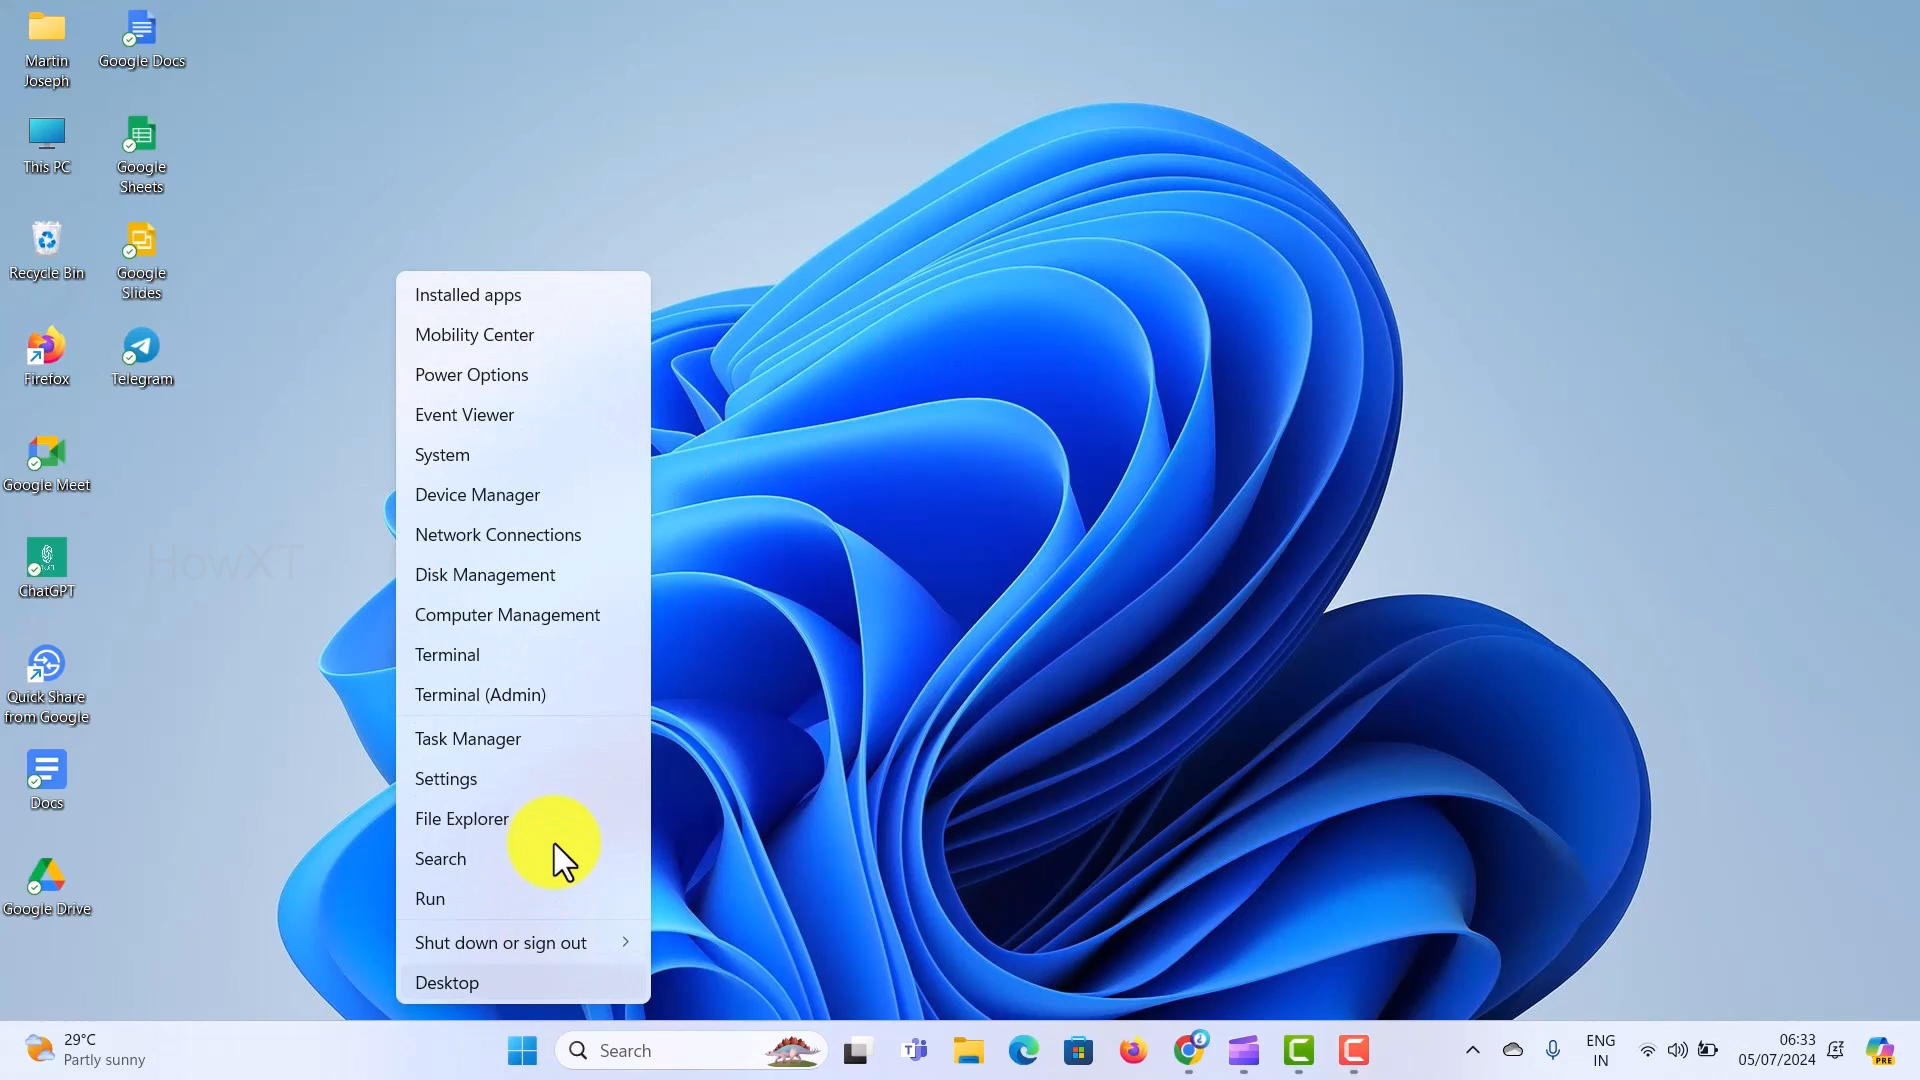 Martin
Joseph
Google Docs
This PC
Google
Sheets
Recycle Bin
Google
Slides
Firefox
Telegram
Google Meet
ChatGPT
Quick Share
from Google
Docs
Google Drive
HowXT
Installed apps
Mobility Center
Power Options
Event Viewer
System
Device Manager
Network Connections
Disk Management
Computer Management
Terminal
Terminal (Admin)
Task Manager
Settings
File Explorer
Search
Run
Shut down or sign out
Desktop
29°C
Partly sunny
Search
ENG
IN
06:33
05/07/2024
PRE